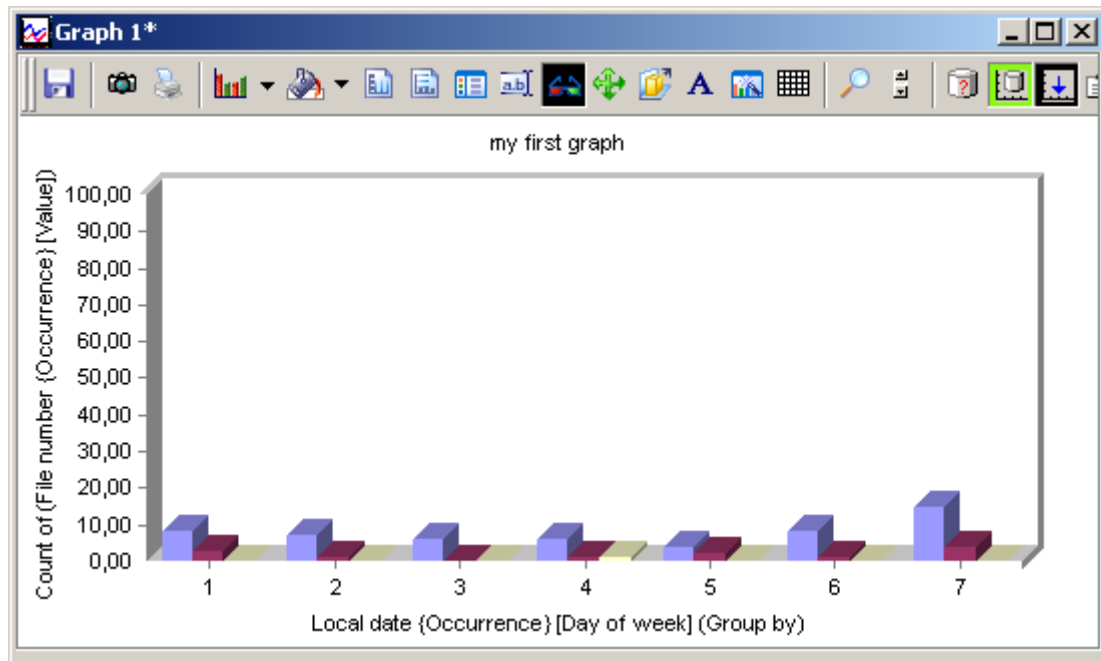 Graph 1*
a.b
?
A
my first graph
Count of (File number {Occurrence} [Value])
100,00
90,00
80,00
70,00
60,00
50,00
40,00
30,00
20,00
10,00
0,00
1 2 3 4 5 6 7
Local date {Occurrence} [Day of week] (Group by)